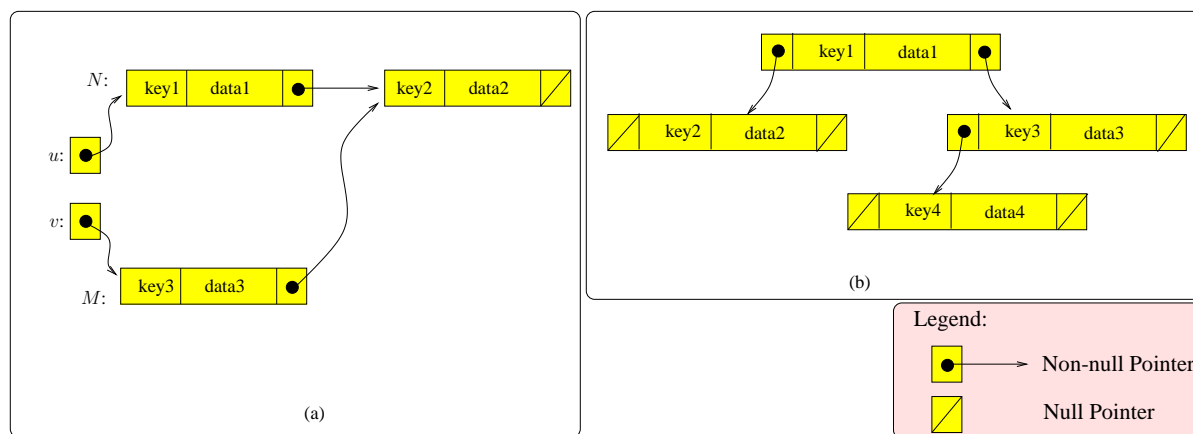 N:
key1 data1
key2 data2
u:
v:
key3 data3
M:
(a)
key1 data1
key2 data2
key3 data3
key4 data4
(b)
Legend:
Non-null Pointer
Null Pointer